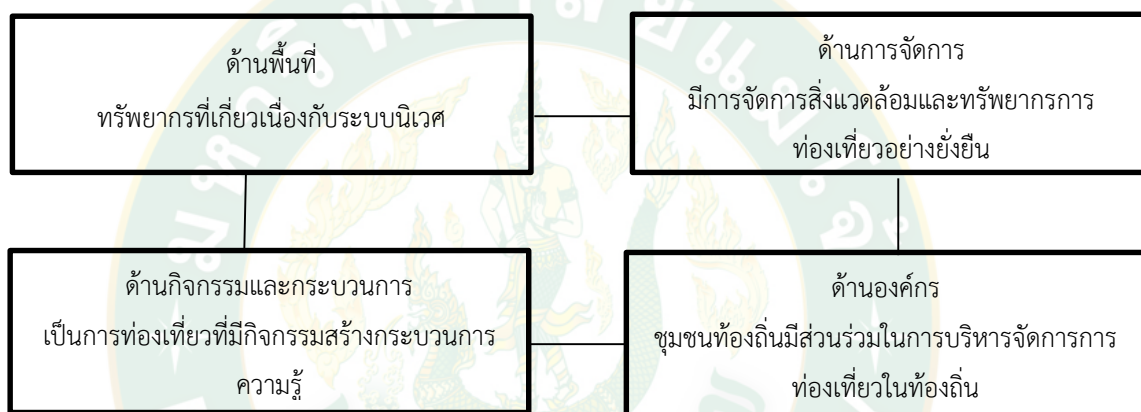 ด้านพื้นที่
ทรัพยากรที่เกี่ยวเนื่องกับระบบนิเวศ
ด้านการจัดการ
มีการจัดการสิ่งแวดล้อมและทรัพยากรการ
ท่องเที่ยวอย่างยั่งยืน
ด้านกิจกรรมและกระบวนการ
เป็นการท่องเที่ยวที่มีกิจกรรมสร้างกระบวนการ
ความรู้
ด้านองค์กร
ชุมชนท้องถิ่นมีส่วนร่วมในการบริหารจัดการการ
ท่องเที่ยวในท้องถิ่น